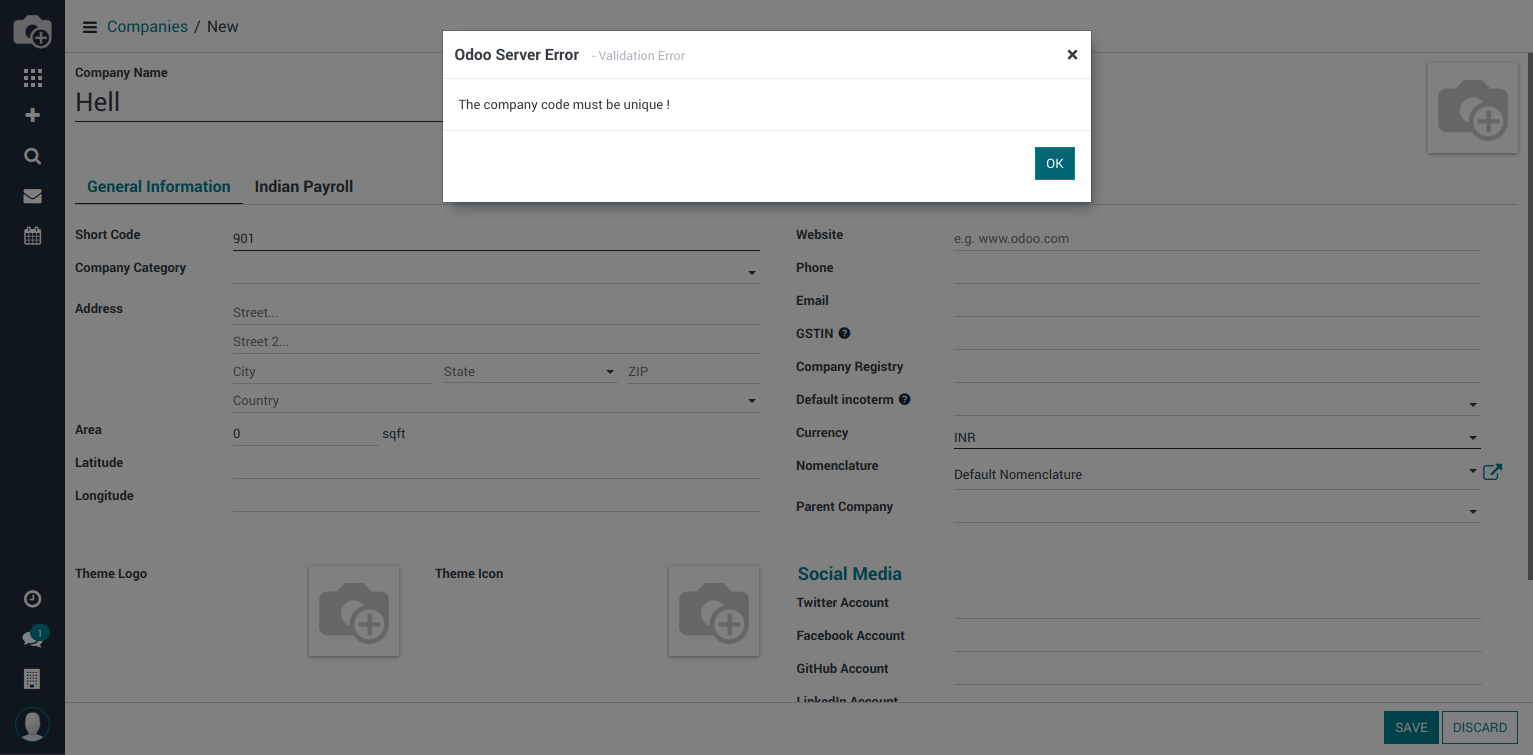 Companies / New
Odoo Server Error - Validation Error
The company code must be unique !
OK
Company Name
Hell
General Information
Indian Payroll
Short Code
901
Company Category
Address
Street...
Street 2...
City
State
ZIP
Country
Area
0 sqft
Latitude
Longitude
Website
e.g. www.odoo.com
Phone
Email
GSTIN ?
Company Registry
Default incoterm ?
Currency
INR
Nomenclature
Default Nomenclature
Parent Company
Theme Logo
Theme Icon
Social Media
Twitter Account
Facebook Account
GitHub Account
LinkedIn Account
1
SAVE
DISCARD